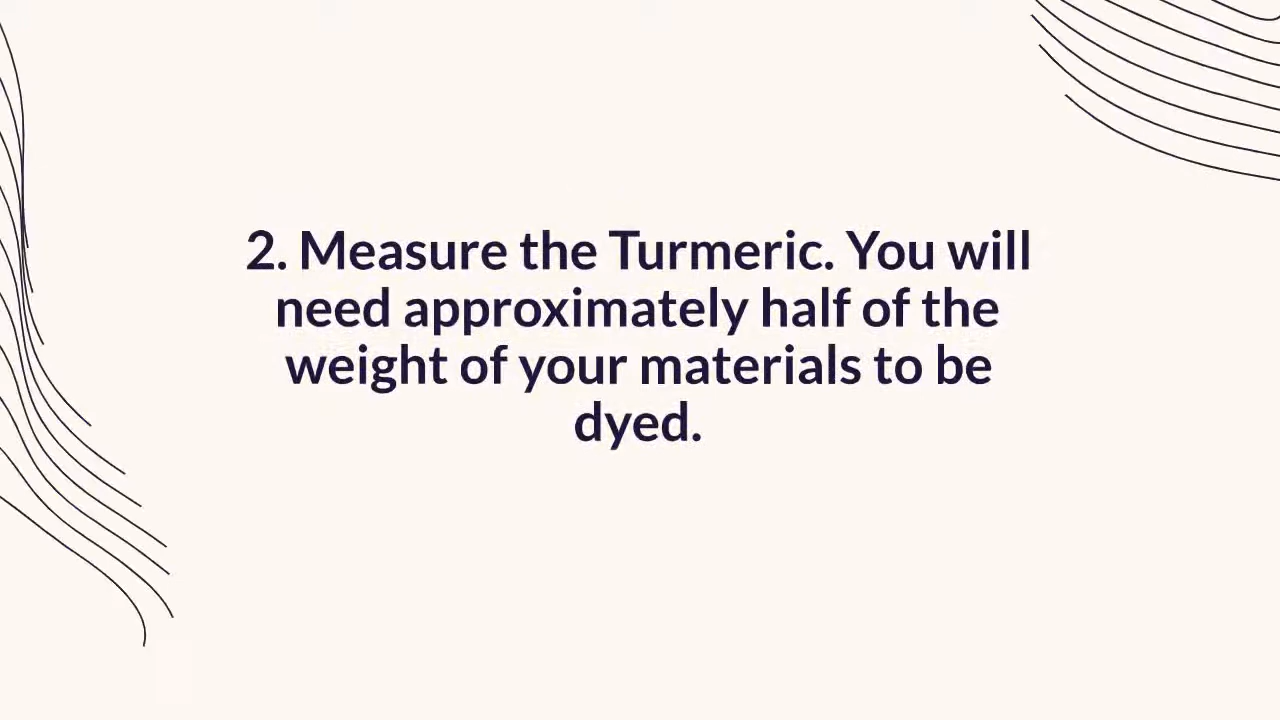 2. Measure the Turmeric. You will
need approximately half of the
weight of your materials to be
dyed.